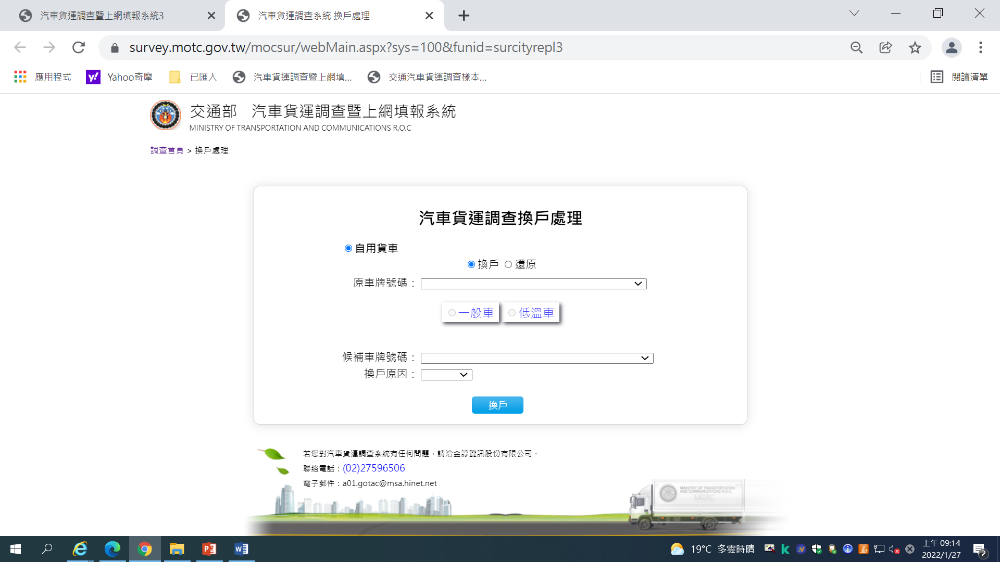 汽車貨運調查暨上網填報系統3
汽車貨運調查系統 換戶處理
survey.motc.gov.tw/mocsur/webMain.aspx?sys=100&funid=surcityrepl3
應用程式
Yahoo奇摩
已匯入
汽車貨運調查暨上網填...
交通汽車貨運調查樣本...
閱讀清單
交通部 汽車貨運調查暨上網填報系統
MINISTRY OF TRANSPORTATION AND COMMUNICATIONS R.O.C
調查首頁 > 換戶處理
汽車貨運調查換戶處理
自用貨車
換戶 還原
原車牌號碼：
一般車 低溫車
候補車牌號碼：
換戶原因：
換戶
若您對汽車貨運調查系統有任何問題，請洽金諄資訊股份有限公司。
聯絡電話：(02)27596506
電子郵件：a01.gotac@msa.hinet.net
MINISTRY OF TRANSPORTATION
AND COMMUNICATIONS R.O.C.
MOTC
19°C 多雲時晴
上午 09:14
2022/1/27
2